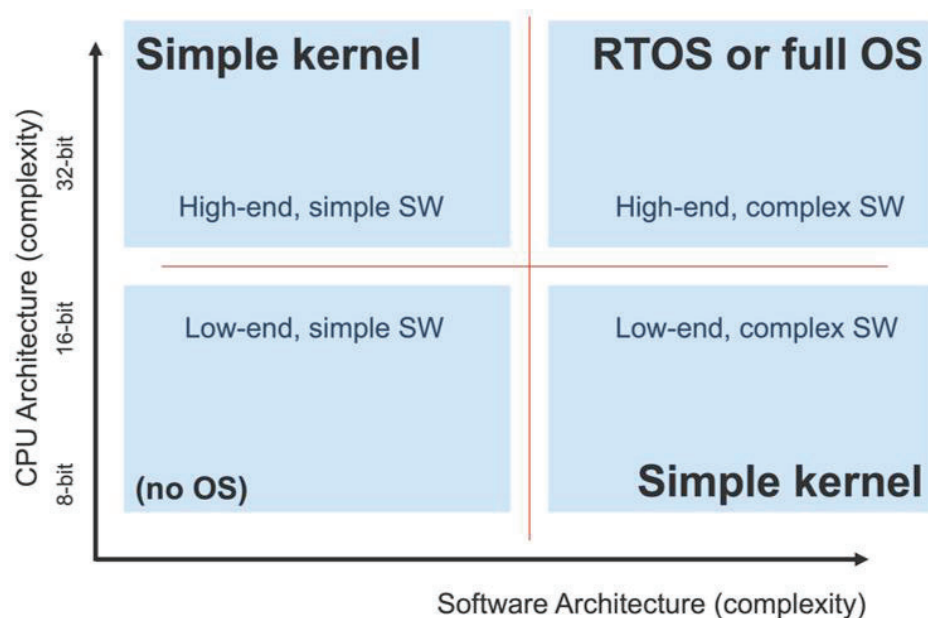 Simple kernel
RTOS or full OS
High-end, simple SW
High-end, complex SW
Low-end, simple SW
Low-end, complex SW
(no OS)
Simple kernel
CPU Architecture (complexity)
32-bit
16-bit
8-bit
Software Architecture (complexity)